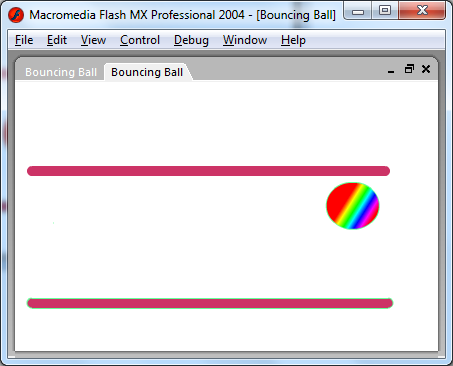 Macromedia Flash MX Professional 2004 - [Bouncing Ball]
File Edit View Control Debug Window Help
Bouncing Ball Bouncing Ball